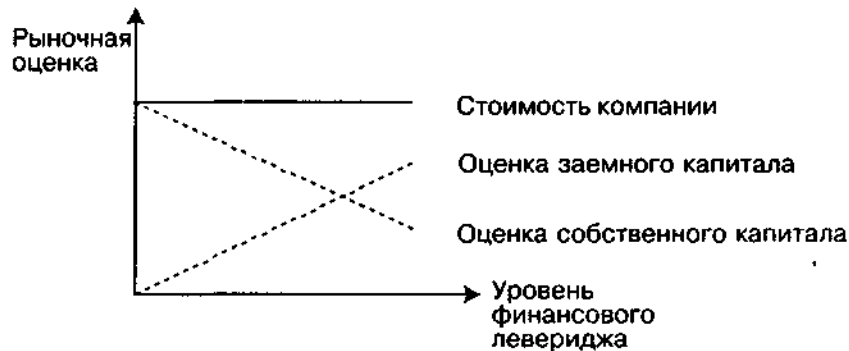 Рыночная
оценка
Стоимость компании
Оценка заемного капитала
Оценка собственного капитала
Уровень
финансового
левериджа